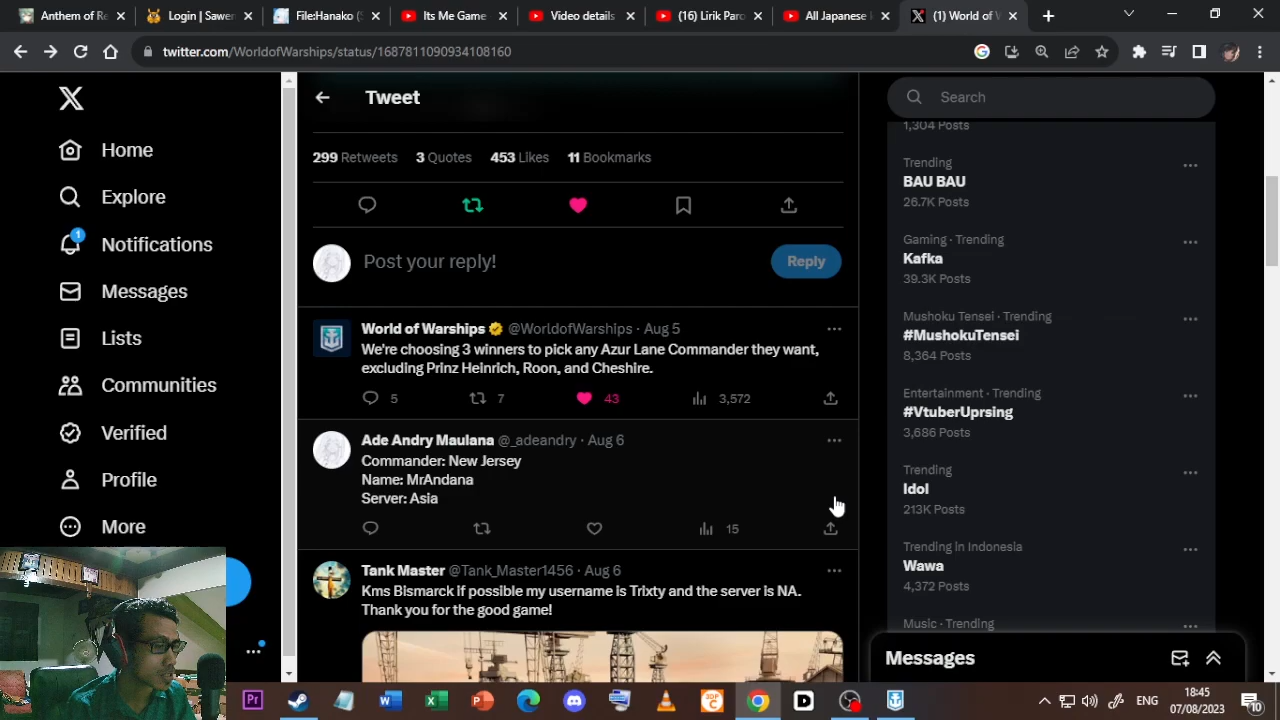 Anthem of Re
Login | Sawer
File:Hanako (S
Its Me Game
Video details
(16) Lirik Paro
All Japanese
(1) World of W
twitter.com/WorldofWarships/status/1687811090934108160
Home
Explore
1
Notifications
Messages
Lists
Communities
Verified
Profile
More
Tweet
299 Retweets 3 Quotes 453 Likes 11 Bookmarks
Post your reply!
Reply
World of Warships @WorldofWarships · Aug 5
We're choosing 3 winners to pick any Azur Lane Commander they want,
excluding Prinz Heinrich, Roon, and Cheshire.
5 7 43 3,572
Ade Andry Maulana @_adeandry · Aug 6
Commander: New Jersey
Name: MrAndana
Server: Asia
15
Tank Master @Tank_Master1456 · Aug 6
Kms Bismarck if possible my username is Trixty and the server is NA.
Thank you for the good game!
Search
1,304 Posts
Trending
BAU BAU
26.7K Posts
Gaming · Trending
Kafka
39.3K Posts
Mushoku Tensei · Trending
#MushokuTensei
8,364 Posts
Entertainment · Trending
#VtuberUprsing
3,686 Posts
Trending
Idol
213K Posts
Trending in Indonesia
Wawa
4,372 Posts
Music · Trending
Messages
ENG
18:45
07/08/2023
10